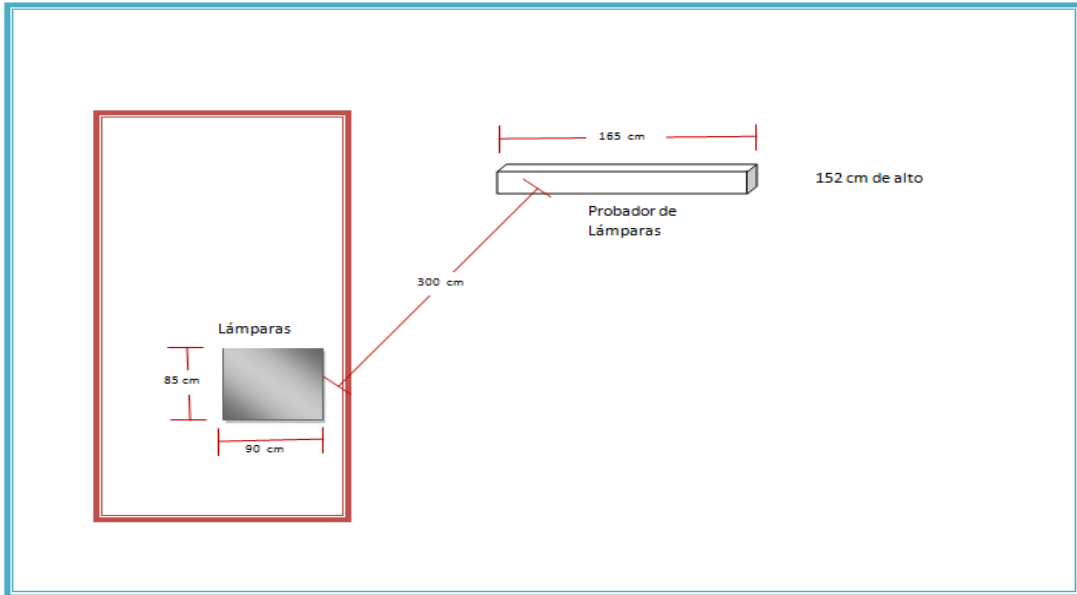 165 cm
152 cm de alto
Probador de
Lámparas
300 cm
Lámparas
85 cm
90 cm